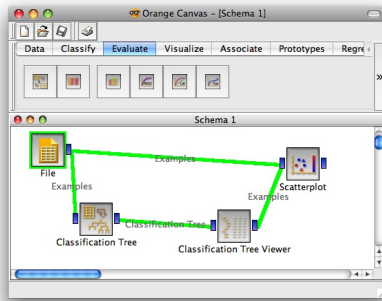 Orange Canvas - [Schema 1]
Data Classify Evaluate Visualize Associate Prototypes Regre
Schema 1
Examples
File
Scatterplot
Examples
Examples
Classification Tree
Classification Tree
Classification Tree Viewer